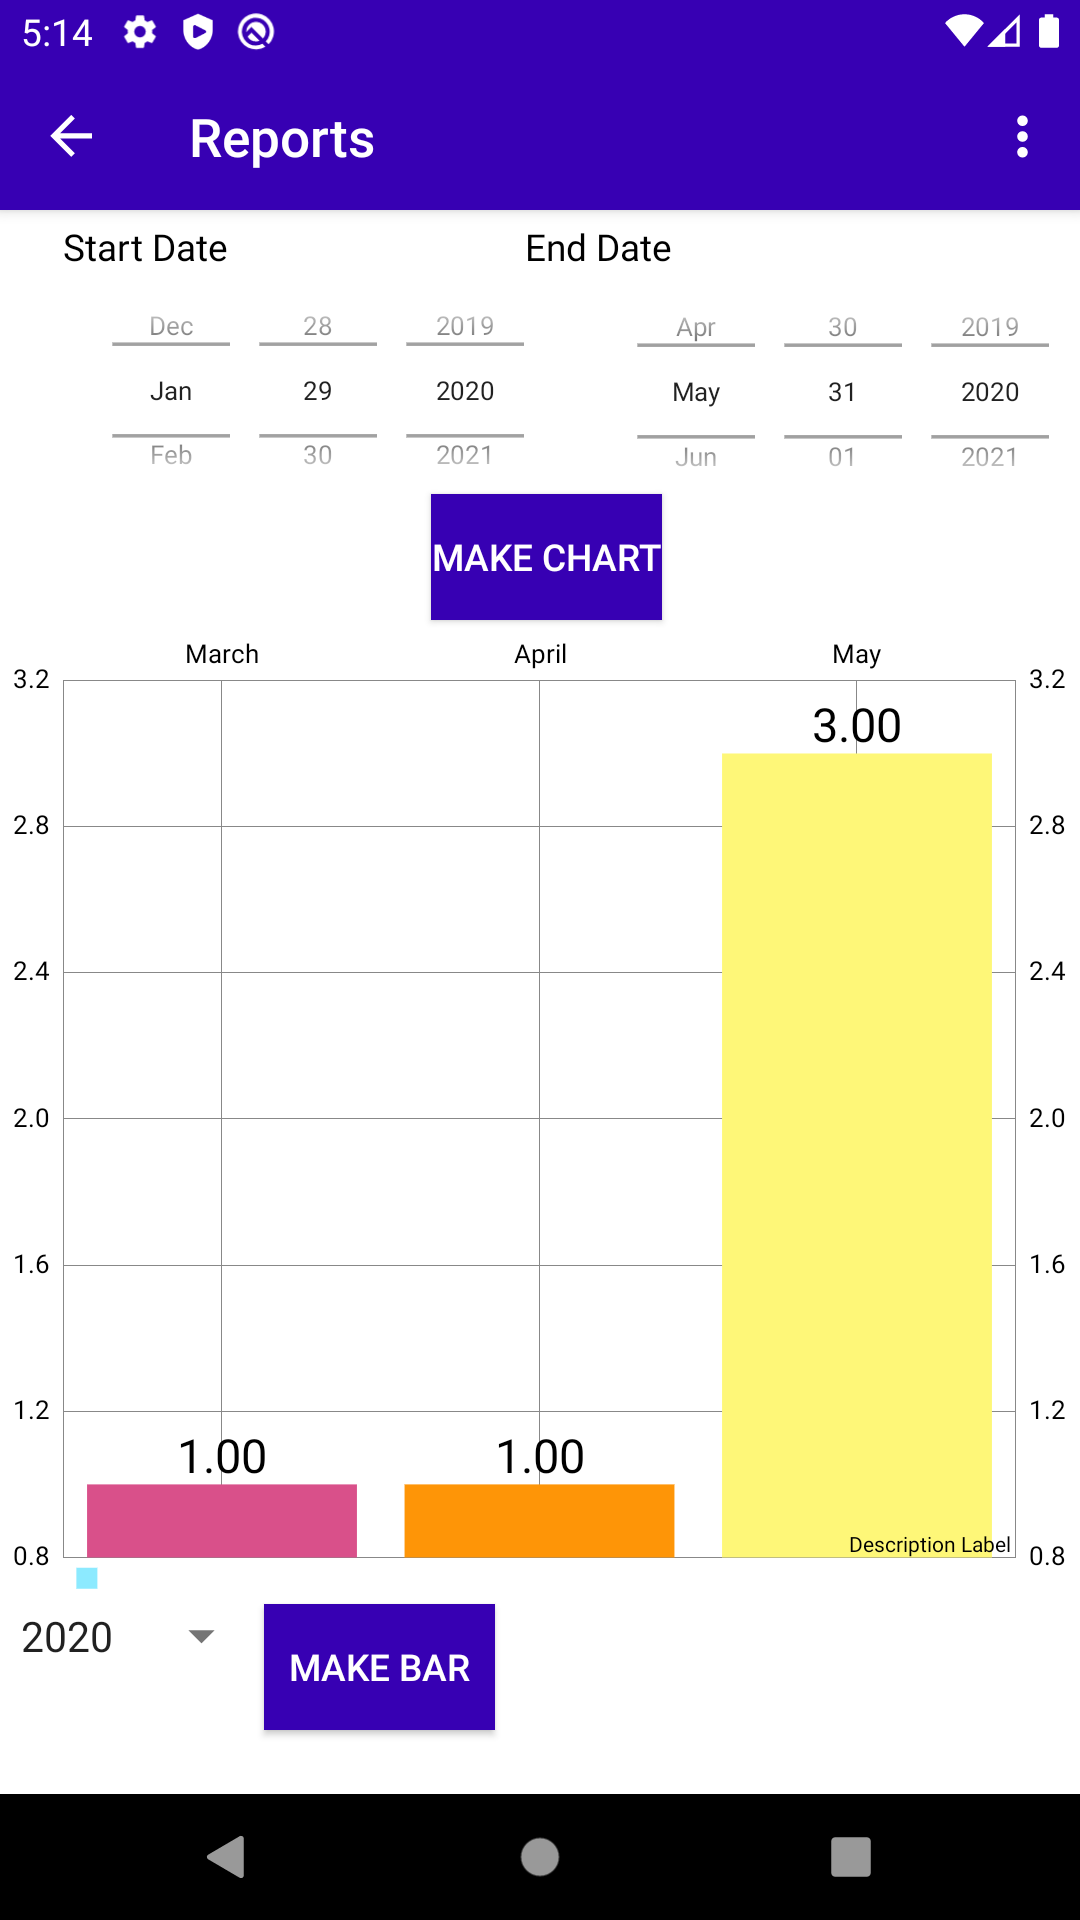 5:14
Reports
Start Date End Date
Dec 28 2019 Apr 30 2019
Jan 29 2020 May 31 2020
Feb 30 2021 Jun 01 2021
MAKE CHART
March April May
3.2 3.2
3.00
2.8 2.8
2.4 2.4
2.0 2.0
1.6 1.6
1.2 1.2
1.00 1.00
Description Label
0.8 0.8
2020
MAKE BAR